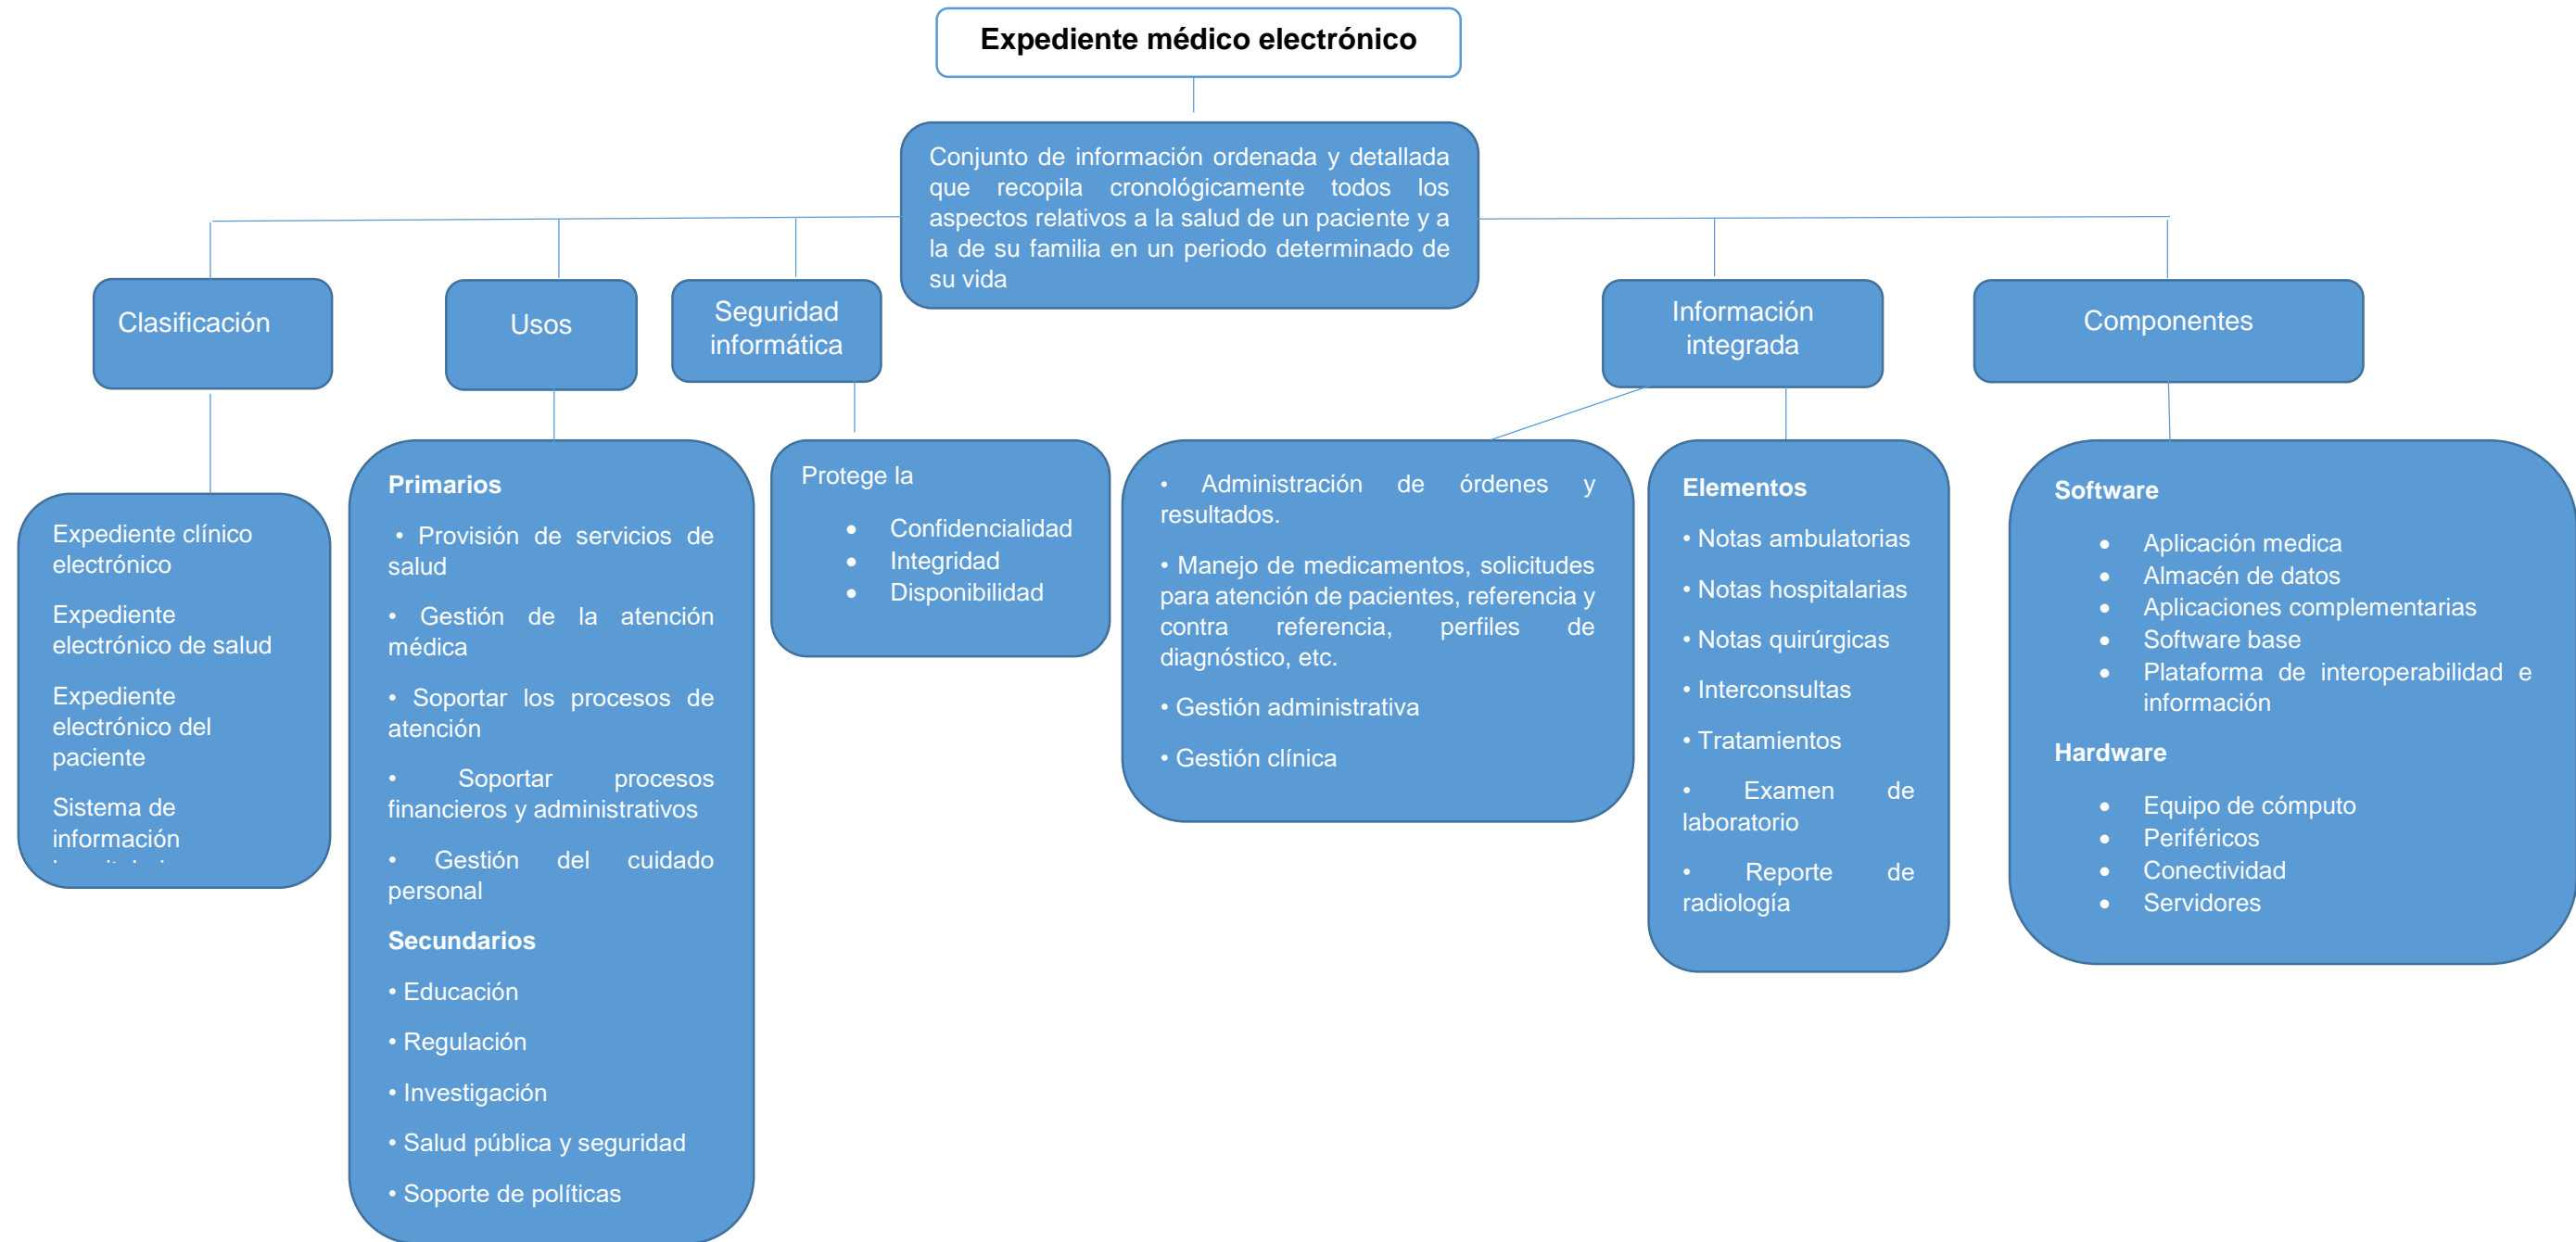 Expediente médico electrónico
Conjunto de información ordenada y detallada
que recopila cronológicamente todos los
aspectos relativos a la salud de un paciente y a
la de su familia en un periodo determinado de
su vida
Clasificación
Usos
Seguridad
informática
Información
integrada
Componentes
Expediente clínico
electrónico
Expediente
electrónico de salud
Expediente
electrónico del
paciente
Sistema de
información
Primarios
• Provisión de servicios de
salud
• Gestión de la atención
médica
• Soportar los procesos de
atención
• Soportar procesos
financieros y administrativos
• Gestión del cuidado
personal
Secundarios
• Educación
• Regulación
• Investigación
• Salud pública y seguridad
• Soporte de políticas
Protege la
• Confidencialidad
• Integridad
• Disponibilidad
• Administración de órdenes y
resultados.
• Manejo de medicamentos, solicitudes
para atención de pacientes, referencia y
contra referencia, perfiles de
diagnóstico, etc.
• Gestión administrativa
• Gestión clínica
Elementos
• Notas ambulatorias
• Notas hospitalarias
• Notas quirúrgicas
• Interconsultas
• Tratamientos
• Examen de
laboratorio
• Reporte de
radiología
Software
• Aplicación medica
• Almacén de datos
• Aplicaciones complementarias
• Software base
• Plataforma de interoperabilidad e
información
Hardware
• Equipo de cómputo
• Periféricos
• Conectividad
• Servidores